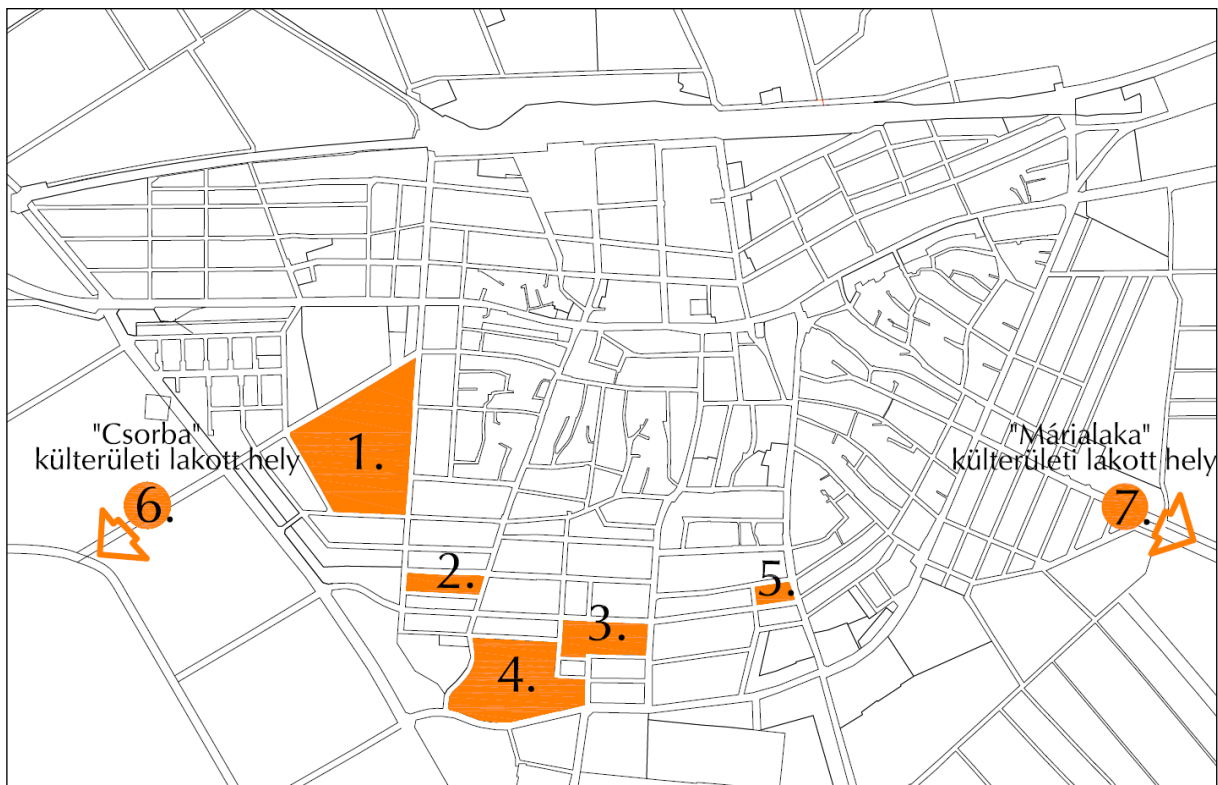 "Csorba"
külterületi lakott hely
"Márialaka"
külterületi lakott hely
1.
6.
7.
2.
5.
3.
4.